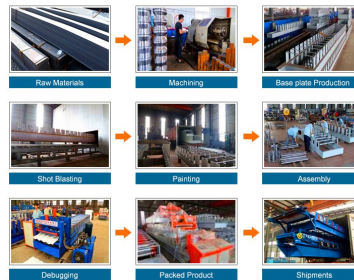 Raw Materials
Machining
Base plate Production
Shot Blasting
Painting
Assembly
Debugging
Packed Product
Shipments